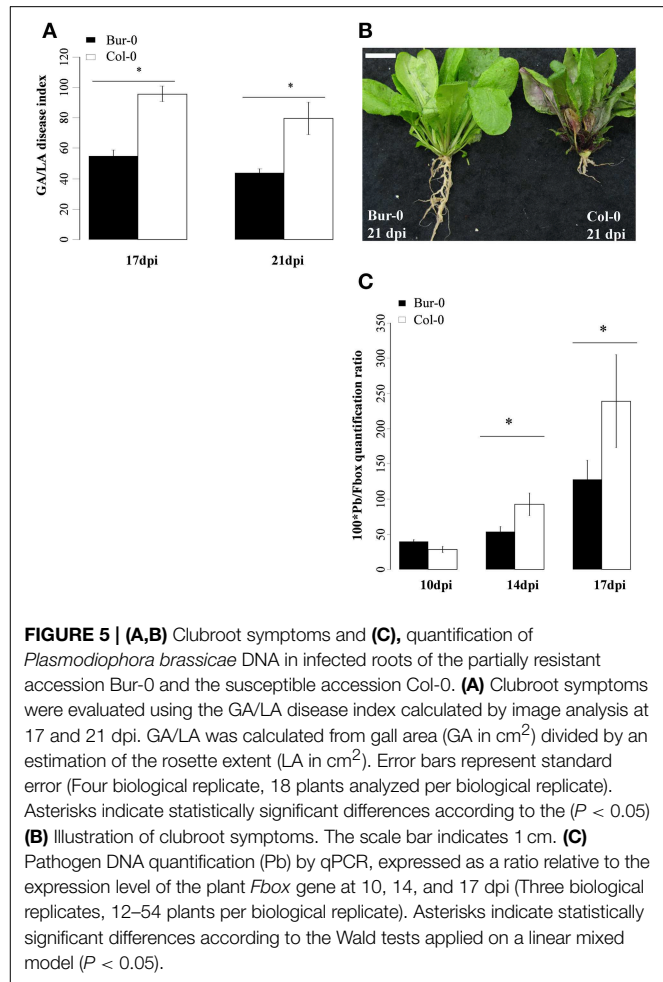 A
Bur-0
Col-0
GA/LA disease index
0 20 40 60 80 100 120
*
*
17dpi
21dpi
B
Bur-0
21 dpi
Col-0
21 dpi
C
Bur-0
Col-0
100*Pb/Fbox quantification ratio
0 50 100 150 200 250 300 350
*
*
10dpi
14dpi
17dpi
FIGURE 5 | (A,B) Clubroot symptoms and (C), quantification of
Plasmodiophora brassicae DNA in infected roots of the partially resistant
accession Bur-0 and the susceptible accession Col-0. (A) Clubroot symptoms
were evaluated using the GA/LA disease index calculated by image analysis at
17 and 21 dpi. GA/LA was calculated from gall area (GA in cm²) divided by an
estimation of the rosette extent (LA in cm²). Error bars represent standard
error (Four biological replicate, 18 plants analyzed per biological replicate).
Asterisks indicate statistically significant differences according to the (P < 0.05)
(B) Illustration of clubroot symptoms. The scale bar indicates 1 cm. (C)
Pathogen DNA quantification (Pb) by qPCR, expressed as a ratio relative to the
expression level of the plant Fbox gene at 10, 14, and 17 dpi (Three biological
replicates, 12–54 plants per biological replicate). Asterisks indicate statistically
significant differences according to the Wald tests applied on a linear mixed
model (P < 0.05).